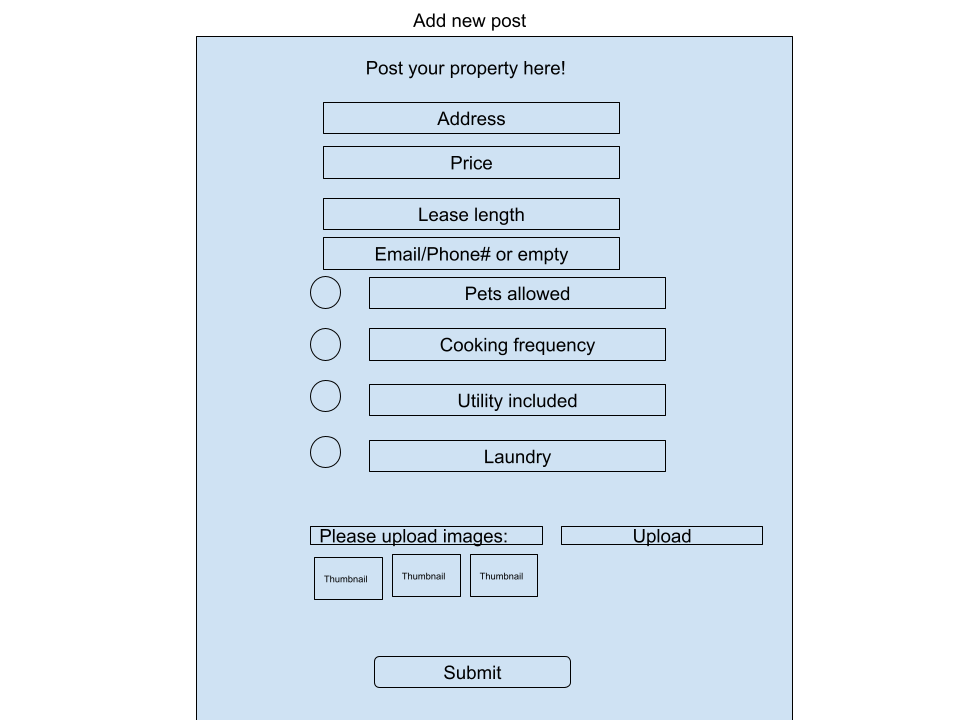 Add new post
Post your property here!
Address
Price
Lease length
Email/Phone# or empty
Pets allowed
Cooking frequency
Utility included
Laundry
Please upload images:
Upload
Thumbnail
Thumbnail
Thumbnail
Submit